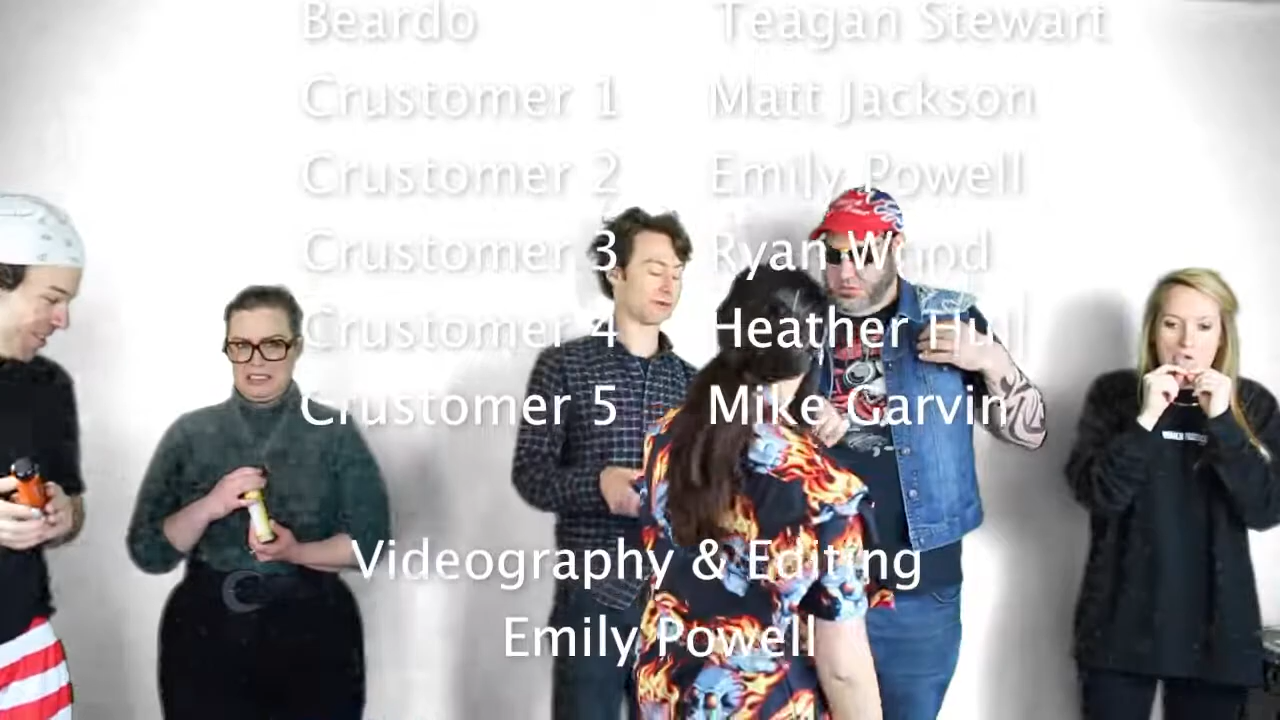 Beardo Teagan Stewart
Crustomer 1 Matt Jackson
Crustomer 2 Emily Powell
Crustomer 3 Ryan Wood
Crustomer 4 Heather Hull
Crustomer 5 Mike Garvin
Videography & Editing
Emily Powell